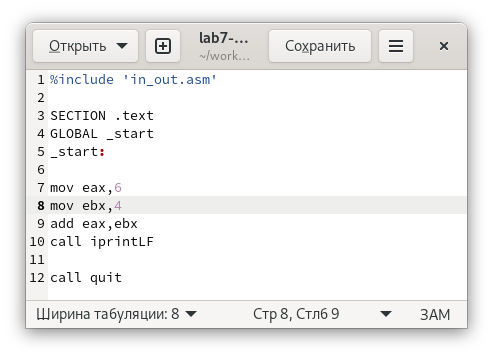 Открыть
lab7-...
~/work...
Сохранить
1 %include 'in_out.asm'
2
3 SECTION .text
4 GLOBAL _start
5 _start:
6
7 mov eax,6
8 mov ebx,4
9 add eax,ebx
10 call iprintLF
11
12 call quit
Ширина табуляции: 8 Стр 8, Стлб 9 ЗАМ